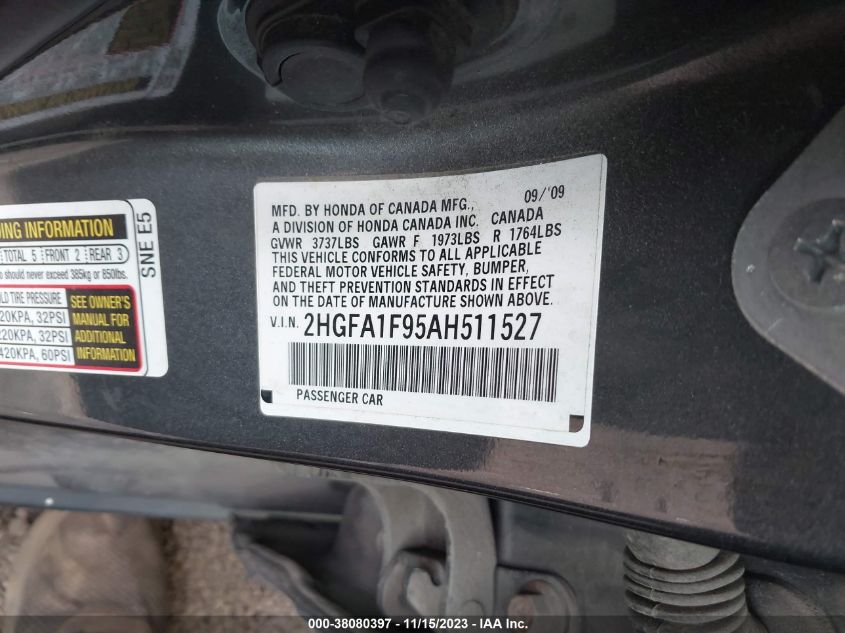 DING INFORMATION
TOTAL 5 FRONT 2 REAR 3
should never exceed 385kg or 850lbs.
TIRE PRESSURE
SEE OWNER'S
MANUAL FOR
ADDITIONAL
INFORMATION
20KPA, 32PSI
220KPA, 32PSI
420KPA, 60PSI
SNE E5
MFD. BY HONDA OF CANADA MFG., 09/'09
A DIVISION OF HONDA CANADA INC. CANADA
GVWR 3737LBS GAWR F 1973LBS R 1764LBS
THIS VEHICLE CONFORMS TO ALL APPLICABLE
FEDERAL MOTOR VEHICLE SAFETY, BUMPER,
AND THEFT PREVENTION STANDARDS IN EFFECT
ON THE DATE OF MANUFACTURE SHOWN ABOVE.
V.I.N. 2HGFA1F95AH511527
PASSENGER CAR
000-38080397 - 11/15/2023 - IAA Inc.